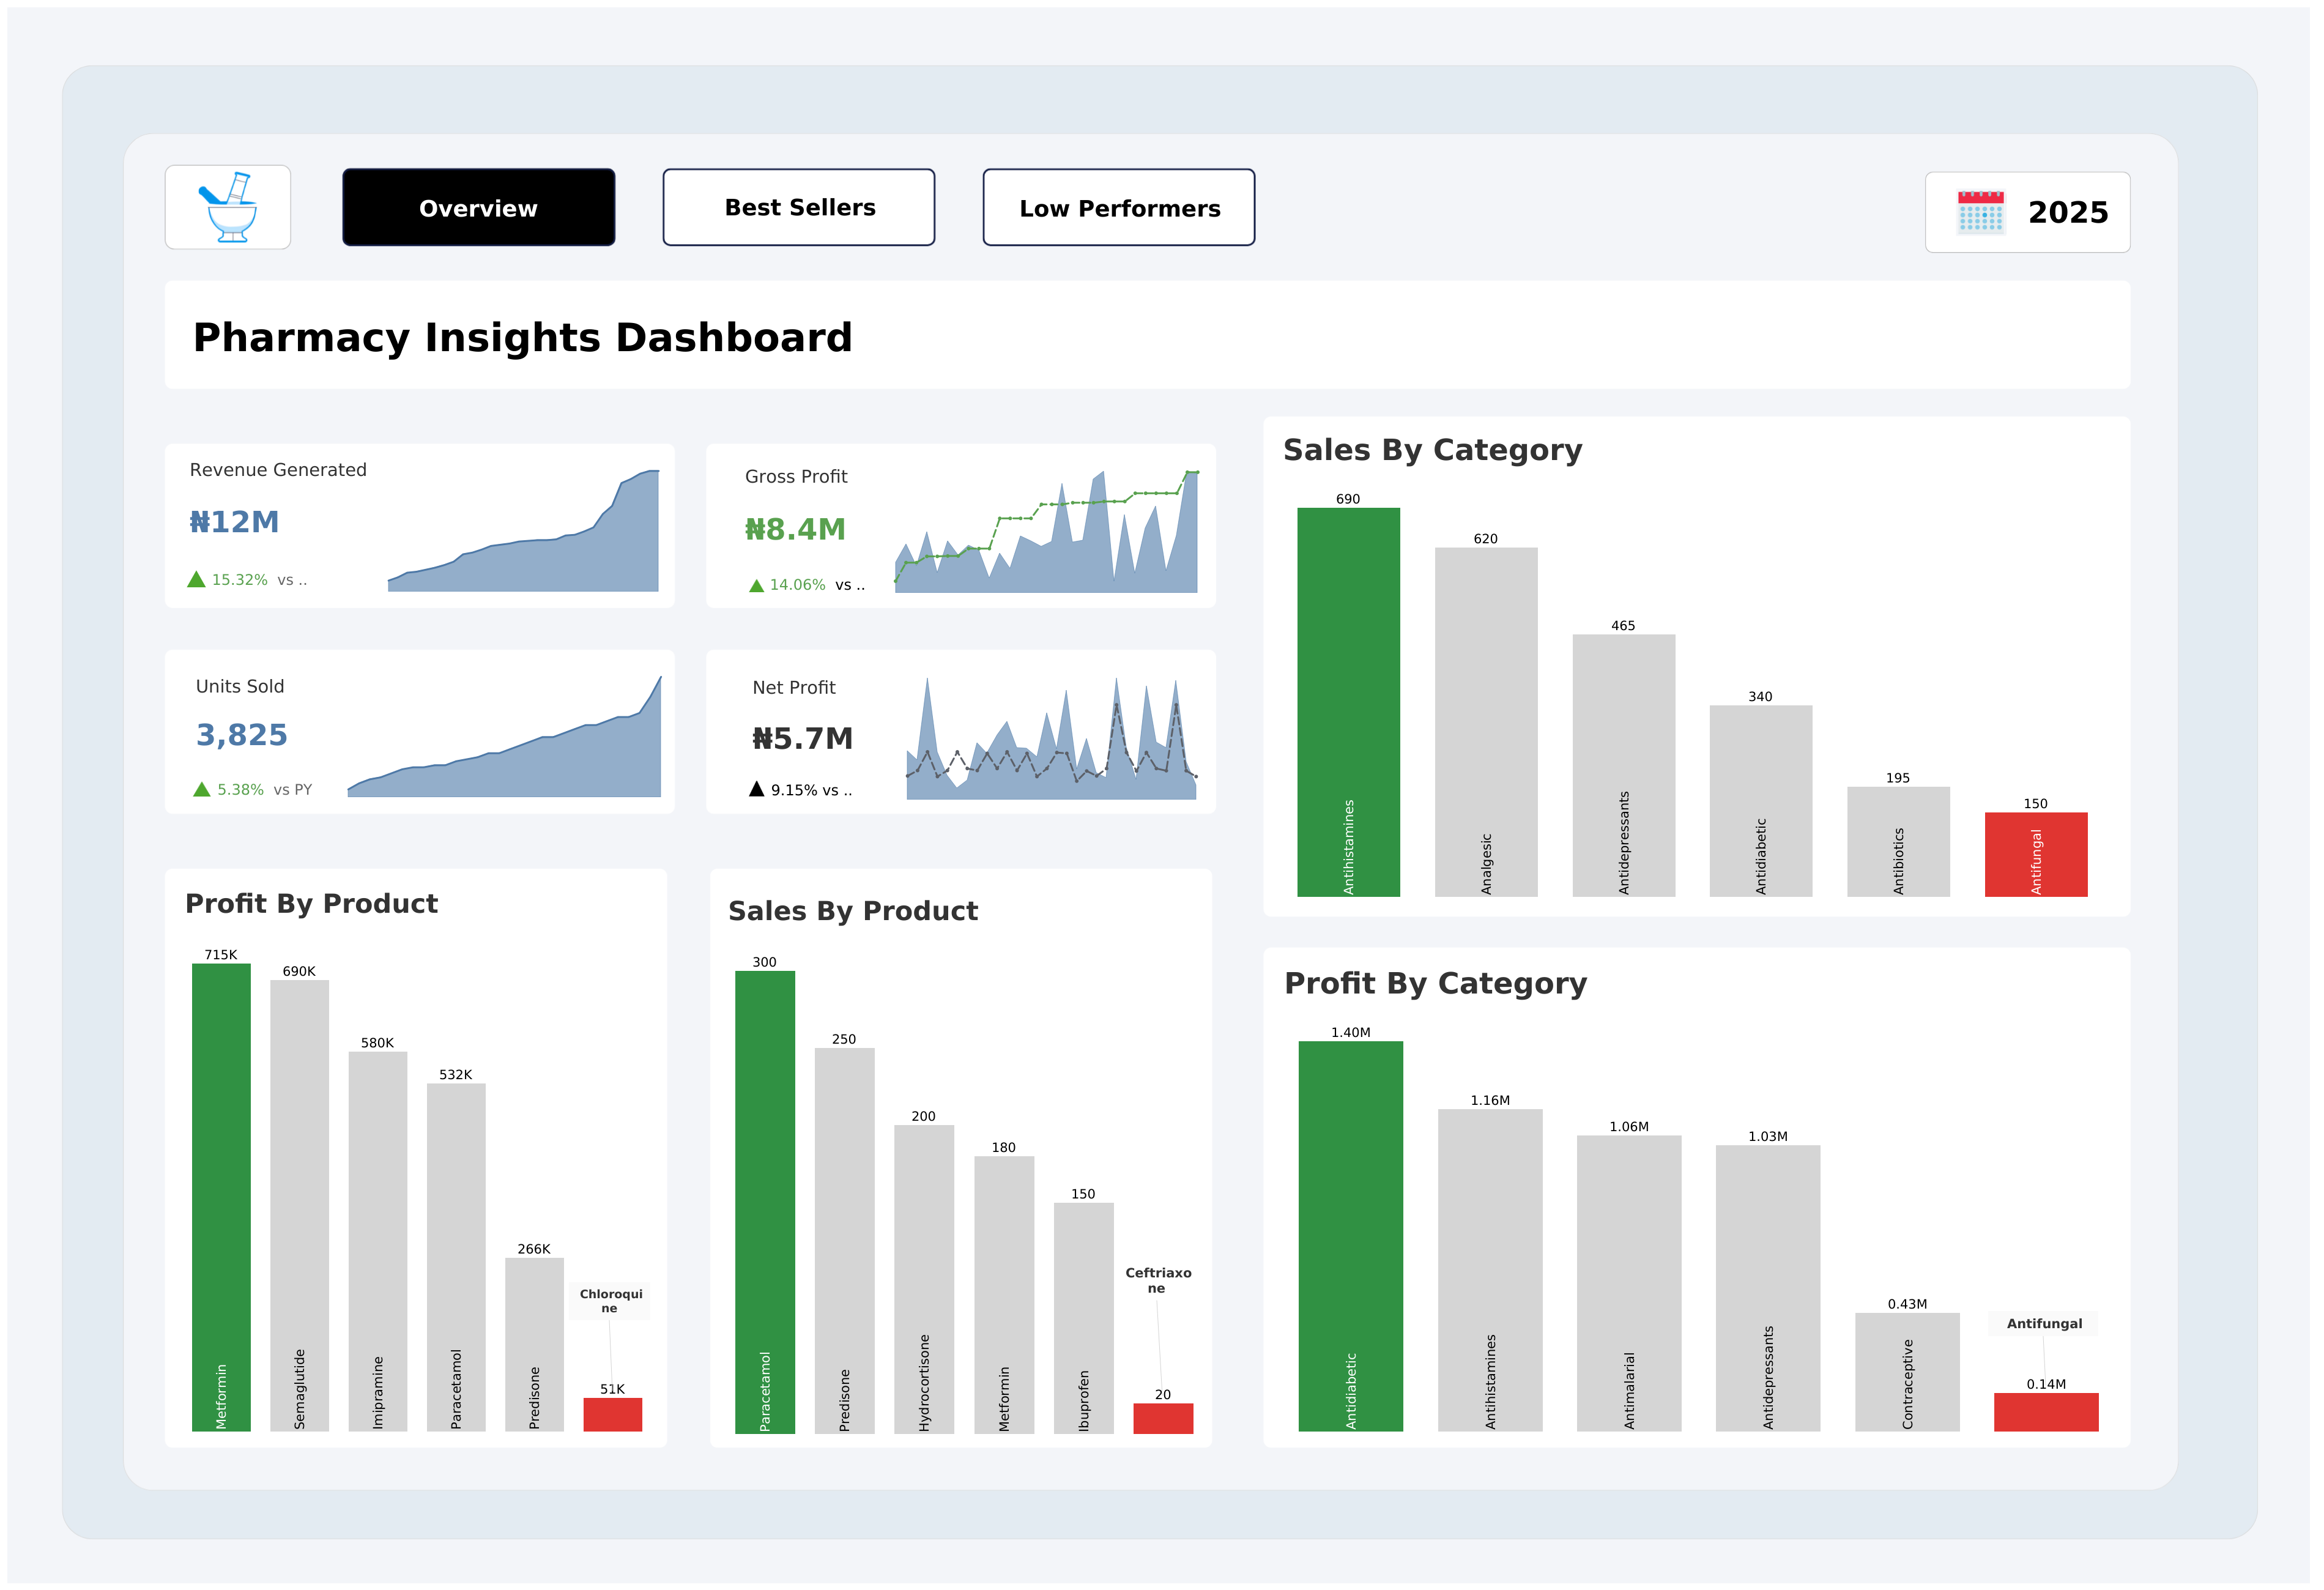 Overview
Best Sellers
Low Performers
2025
Pharmacy Insights Dashboard
Revenue Generated
₦12M
15.32% vs ..
Gross Profit
₦8.4M
14.06% vs ..
Units Sold
3,825
5.38% vs PY
Net Profit
₦5.7M
9.15% vs ..
Sales By Category
690
620
465
340
195
150
Antihistamines
Analgesic
Antidepressants
Antidiabetic
Antibiotics
Antifungal
Profit By Product
715K
690K
580K
532K
266K
Chloroqui
ne
51K
Metformin
Semaglutide
Imipramine
Paracetamol
Predisone
Sales By Product
300
250
200
180
150
Ceftriaxo
ne
20
Paracetamol
Predisone
Hydrocortisone
Metformin
Ibuprofen
Profit By Category
1.40M
1.16M
1.06M
1.03M
0.43M
Antifungal
0.14M
Antidiabetic
Antihistamines
Antimalarial
Antidepressants
Contraceptive